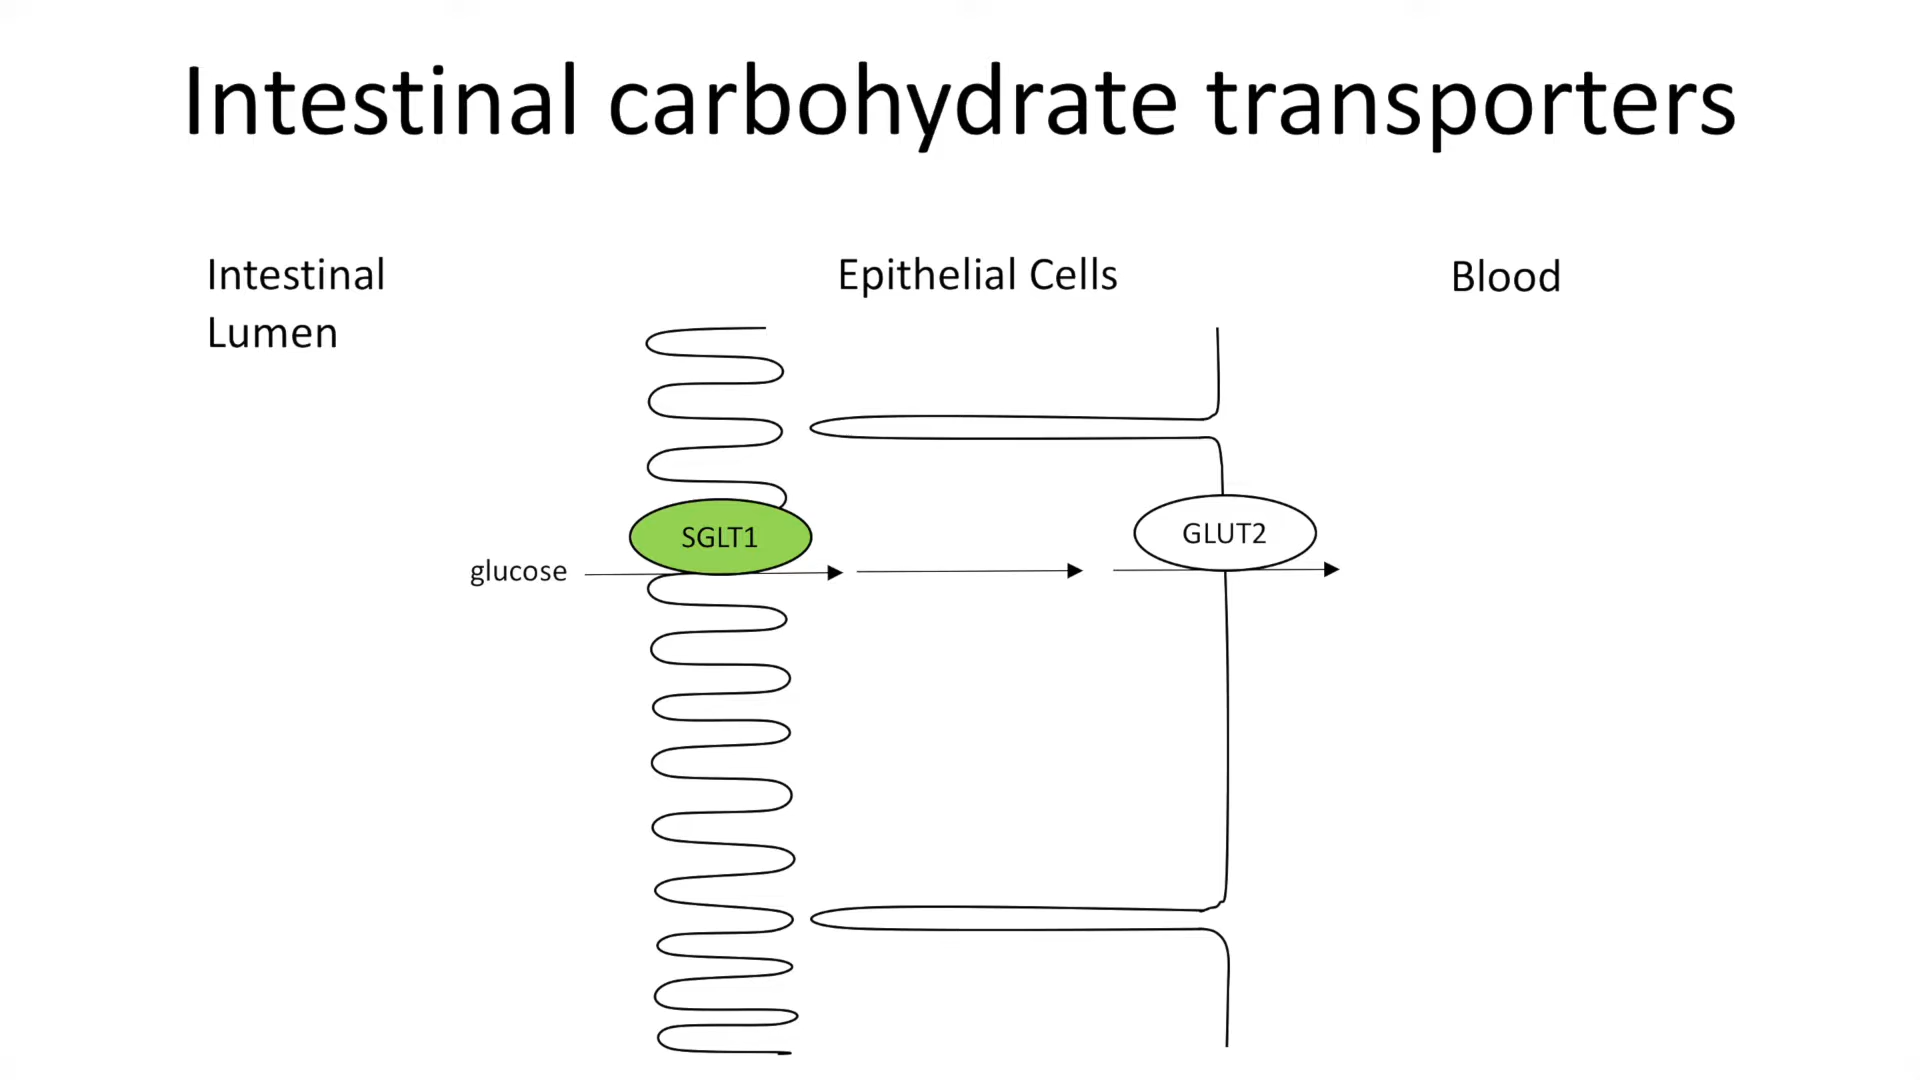 Intestinal carbohydrate transporters
Intestinal
Lumen
Epithelial Cells
Blood
SGLT1
GLUT2
glucose